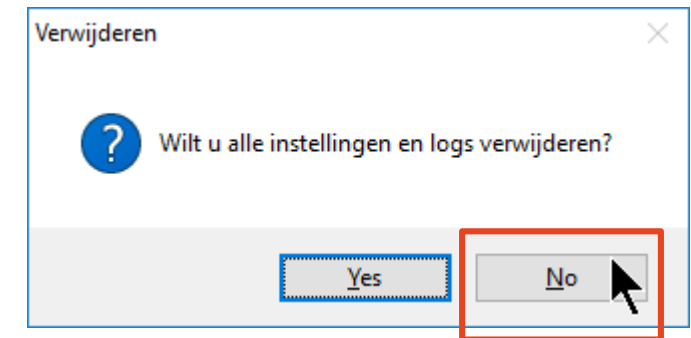 Verwijderen
Wilt u alle instellingen en logs verwijderen?
Yes
No